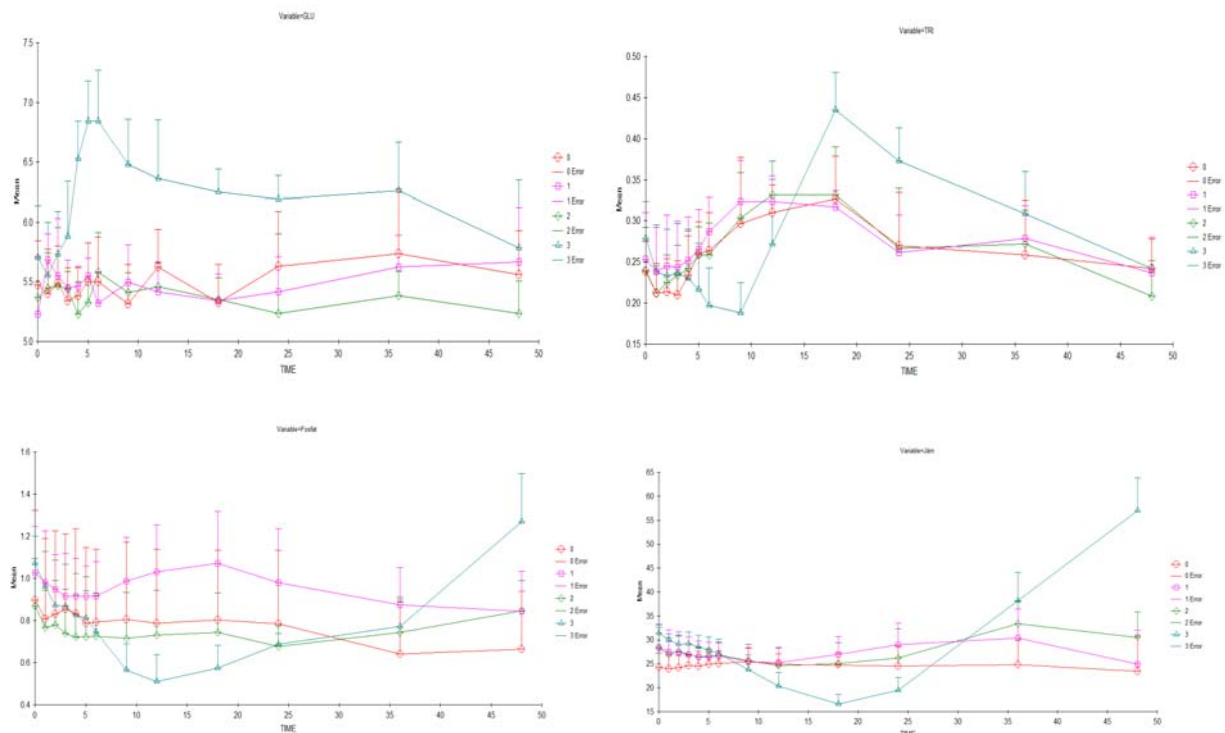 Variable=GLU
7.5
7.0
6.5
6.0
5.5
5.0
Mean
0 5 10 15 20 25 30 35 40 45 50
TIME
0
0 Error
1
1 Error
2
2 Error
3
3 Error
Variable=TRI
0.50
0.45
0.40
0.35
0.30
0.25
0.20
0.15
Mean
0 5 10 15 20 25 30 35 40 45 50
TIME
0
0 Error
1
1 Error
2
2 Error
3
3 Error
Variable=Fosfat
1.6
1.4
1.2
1.0
0.8
0.6
0.4
Mean
0 5 10 15 20 25 30 35 40 45 50
TIME
0
0 Error
1
1 Error
2
2 Error
3
3 Error
Variable=Järn
65
60
55
50
45
40
35
30
25
20
15
Mean
0 5 10 15 20 25 30 35 40 45 50
TIME
0
0 Error
1
1 Error
2
2 Error
3
3 Error